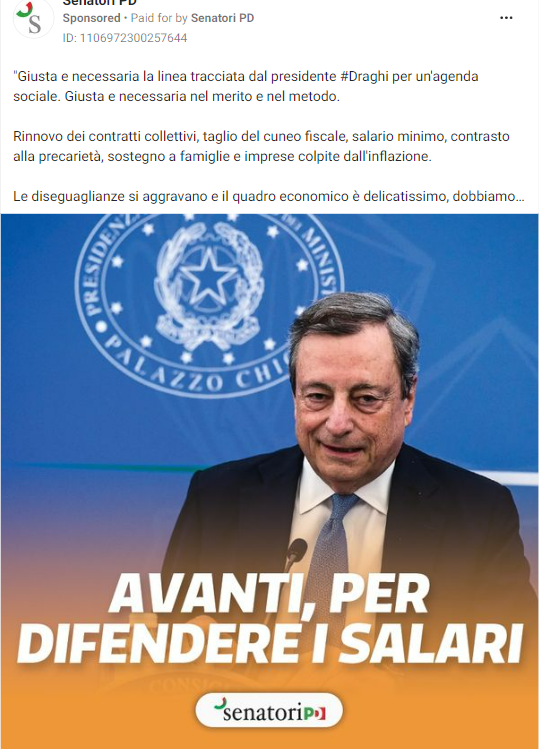 Senatori PD
Sponsored • Paid for by Senatori PD
ID: 1106972300257644
"Giusta e necessaria la linea tracciata dal presidente #Draghi per un'agenda
sociale. Giusta e necessaria nel merito e nel metodo.
Rinnovo dei contratti collettivi, taglio del cuneo fiscale, salario minimo, contrasto
alla precarietà, sostegno a famiglie e imprese colpite dall'inflazione.
Le diseguaglianze si aggravano e il quadro economico è delicatissimo, dobbiamo...
PRESIDEN
MINIST
PALAZZO CHI
AVANTI, PER
DIFENDERE I SALARI
senatoriPD